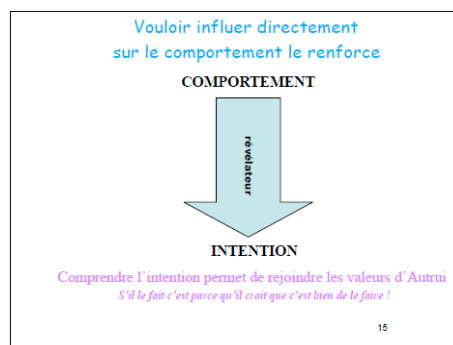 Vouloir influer directement
sur le comportement le renforce
COMPORTEMENT
révélateur
INTENTION
Comprendre l'intention permet de rejoindre les valeurs d'Autrui
S'il le fait c'est parce qu'il croit que c'est bien de le faire !
15